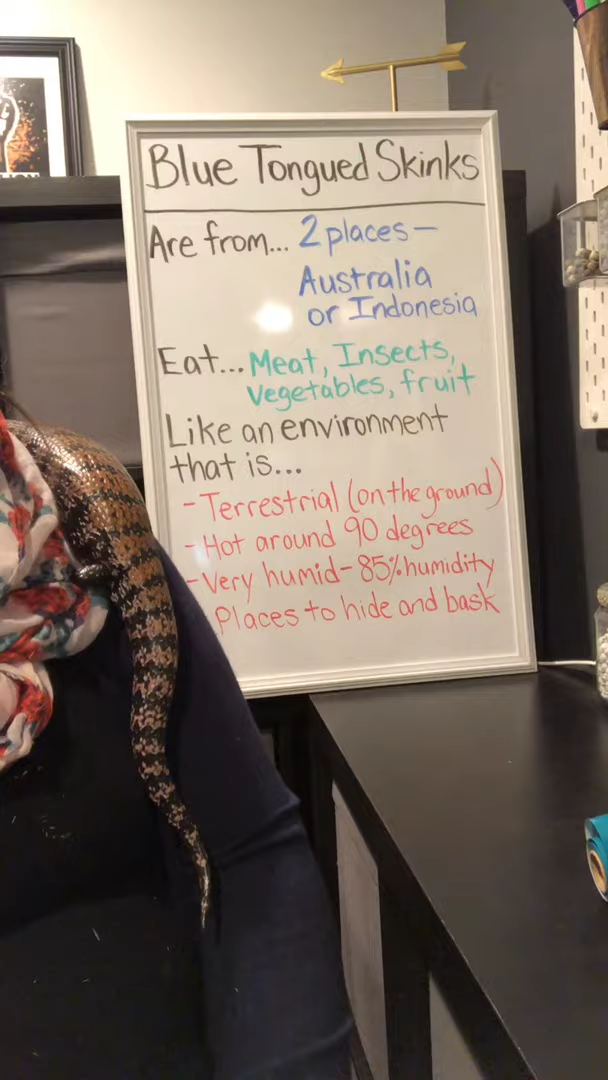 Blue Tongued Skinks
Are from... 2 places-
Australia
or Indonesia
Eat... Meat, Insects,
vegetables, fruit
Like an environment
that is...
- Terrestrial (on the ground)
- Hot around 90 degrees
- Very humid- 85% humidity
Places to hide and bask